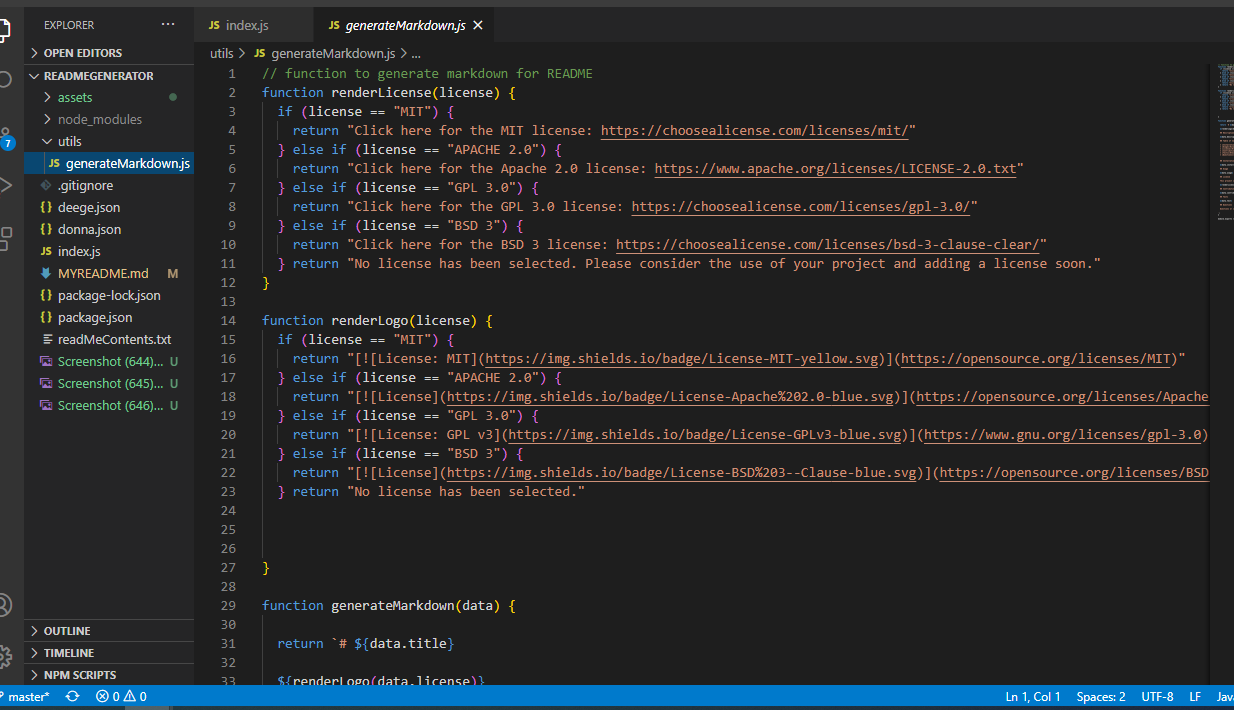 EXPLORER ...
JS index.js
JS generateMarkdown.js ×
OPEN EDITORS
utils > JS generateMarkdown.js > ...
READMEGENERATOR
assets
node_modules
utils
JS generateMarkdown.js
.gitignore
{} deege.json
{} donna.json
JS index.js
MYREADME.md M
{} package-lock.json
{} package.json
readMeContents.txt
Screenshot (644)... U
Screenshot (645)... U
Screenshot (646)... U
OUTLINE
TIMELINE
NPM SCRIPTS
7
1 // function to generate markdown for README
2 function renderLicense(license) {
3 if (license == "MIT") {
4 return "Click here for the MIT license: https://choosealicense.com/licenses/mit/"
5 } else if (license == "APACHE 2.0") {
6 return "Click here for the Apache 2.0 license: https://www.apache.org/licenses/LICENSE-2.0.txt"
7 } else if (license == "GPL 3.0") {
8 return "Click here for the GPL 3.0 license: https://choosealicense.com/licenses/gpl-3.0/"
9 } else if (license == "BSD 3") {
10 return "Click here for the BSD 3 license: https://choosealicense.com/licenses/bsd-3-clause-clear/"
11 } return "No license has been selected. Please consider the use of your project and adding a license soon."
12 }
13
14 function renderLogo(license) {
15 if (license == "MIT") {
16 return "[![License: MIT](https://img.shields.io/badge/License-MIT-yellow.svg)](https://opensource.org/licenses/MIT)"
17 } else if (license == "APACHE 2.0") {
18 return "[![License](https://img.shields.io/badge/License-Apache%202.0-blue.svg)](https://opensource.org/licenses/Apache
19 } else if (license == "GPL 3.0") {
20 return "[![License: GPL v3](https://img.shields.io/badge/License-GPLv3-blue.svg)](https://www.gnu.org/licenses/gpl-3.0)
21 } else if (license == "BSD 3") {
22 return "[![License](https://img.shields.io/badge/License-BSD%203--Clause-blue.svg)](https://opensource.org/licenses/BSD
23 } return "No license has been selected."
24
25
26
27 }
28
29 function generateMarkdown(data) {
30
31 return `# ${data.title}
32
33 ${renderLogo(data.license)}
master* 0 0 Ln 1, Col 1 Spaces: 2 UTF-8 LF Jav